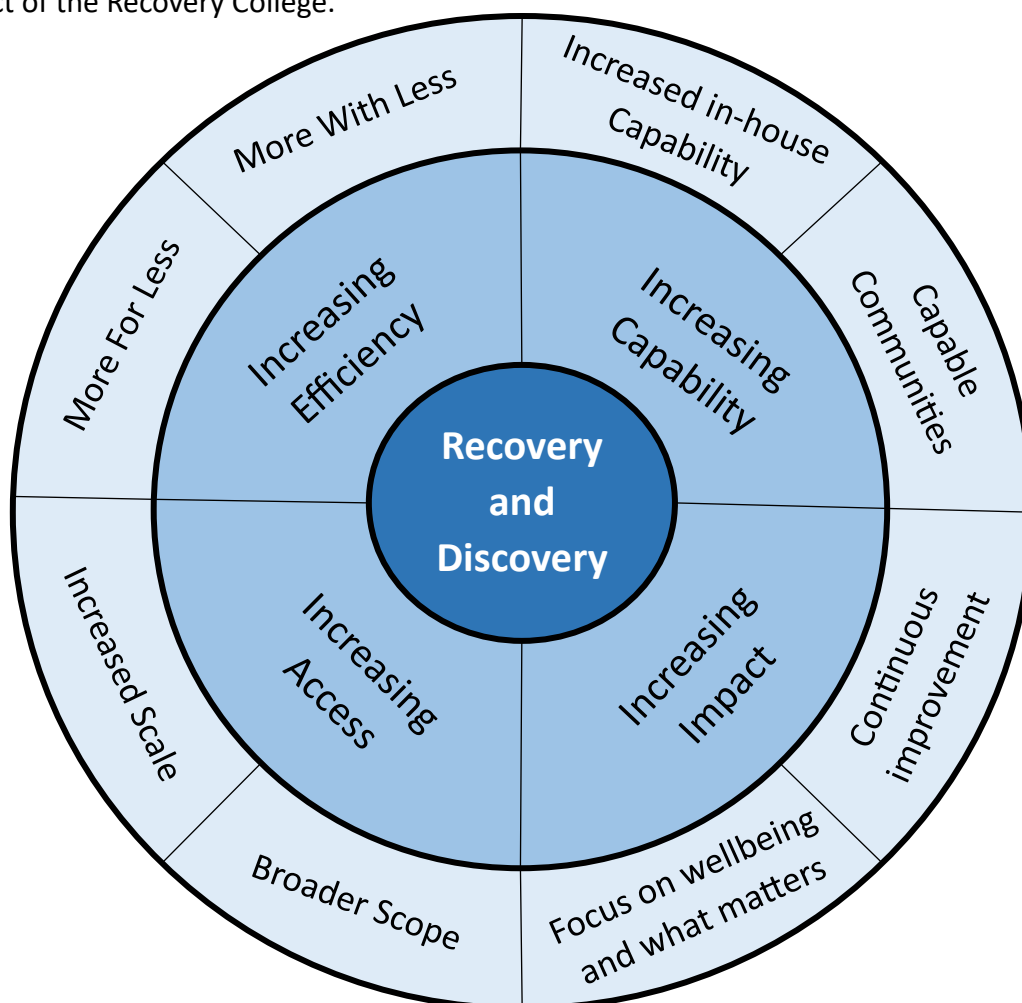 ct of the Recovery College.
More With Less
Increased in-house
Capability
More For Less
Capable
Communities
Increasing
Efficiency
Increasing
Capability
Recovery
and
Discovery
Increasing
Access
Increasing
Impact
Increased Scale
Continuous
improvement
Broader Scope
Focus on wellbeing
and what matters